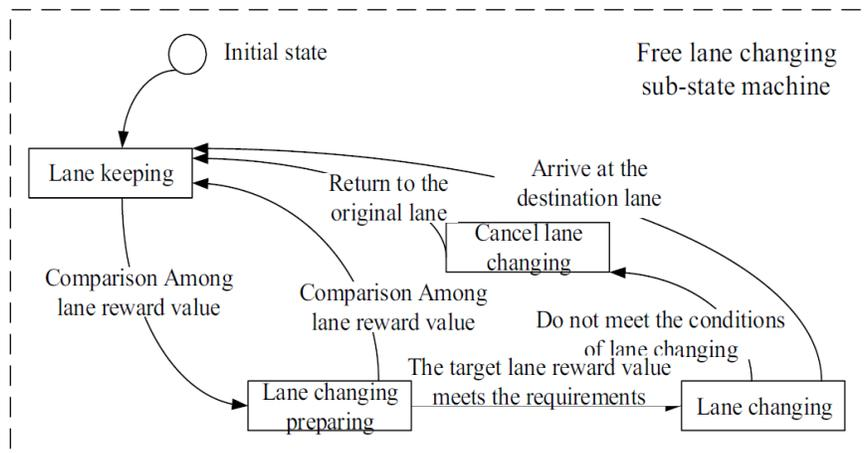 Initial state
Free lane changing
sub-state machine
Lane keeping
Return to the
original lane
Arrive at the
destination lane
Cancel lane
changing
Comparison Among
lane reward value
Comparison Among
lane reward value
Do not meet the conditions
of lane changing
The target lane reward value
meets the requirements
Lane changing
preparing
Lane changing